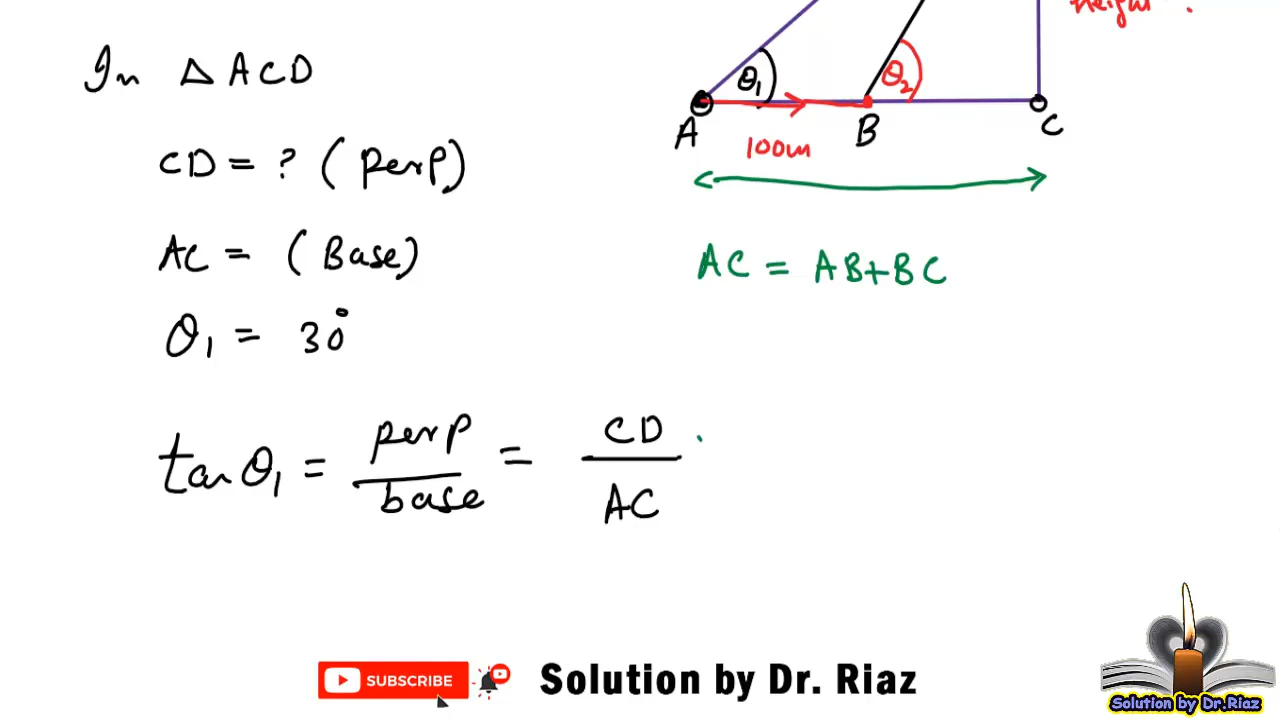 Height ?
In △ ACD
θ1
θ2
A
B
C
100m
CD = ? (Perp)
AC = (Base)
AC = AB+BC
θ1 = 30°
tan θ1 = perp/base = CD/AC
SUBSCRIBE
Solution by Dr. Riaz
Solution by Dr.Riaz